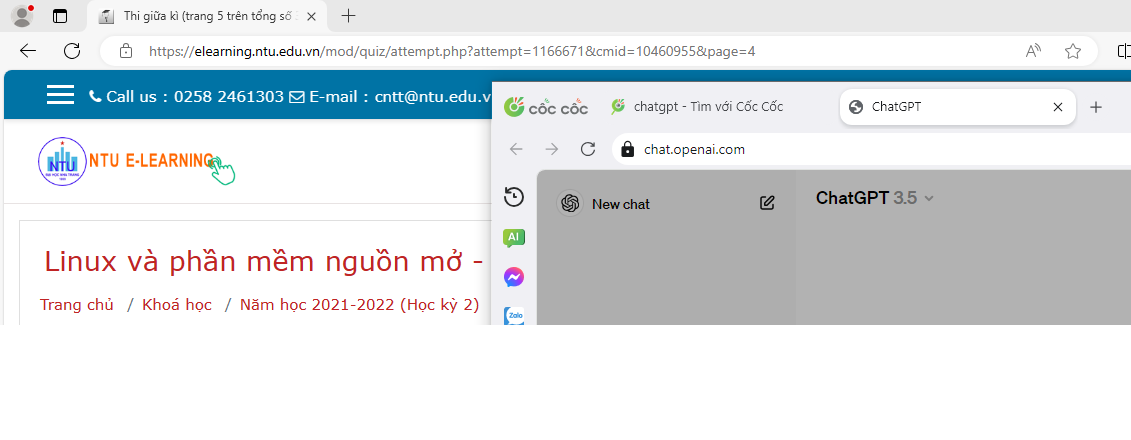 Thi giữa kì (trang 5 trên tổng số
https://elearning.ntu.edu.vn/mod/quiz/attempt.php?attempt=1166671&cmid=10460955&page=4
Call us : 0258 2461303 E-mail : cntt@ntu.edu.v
cốc cốc
chatgpt - Tìm với Cốc Cốc
ChatGPT
chat.openai.com
NTU
NTU E-LEARNING
New chat
ChatGPT 3.5
AI
Linux và phần mềm nguồn mở -
Trang chủ / Khoá học / Năm học 2021-2022 (Học kỳ 2)
Zalo